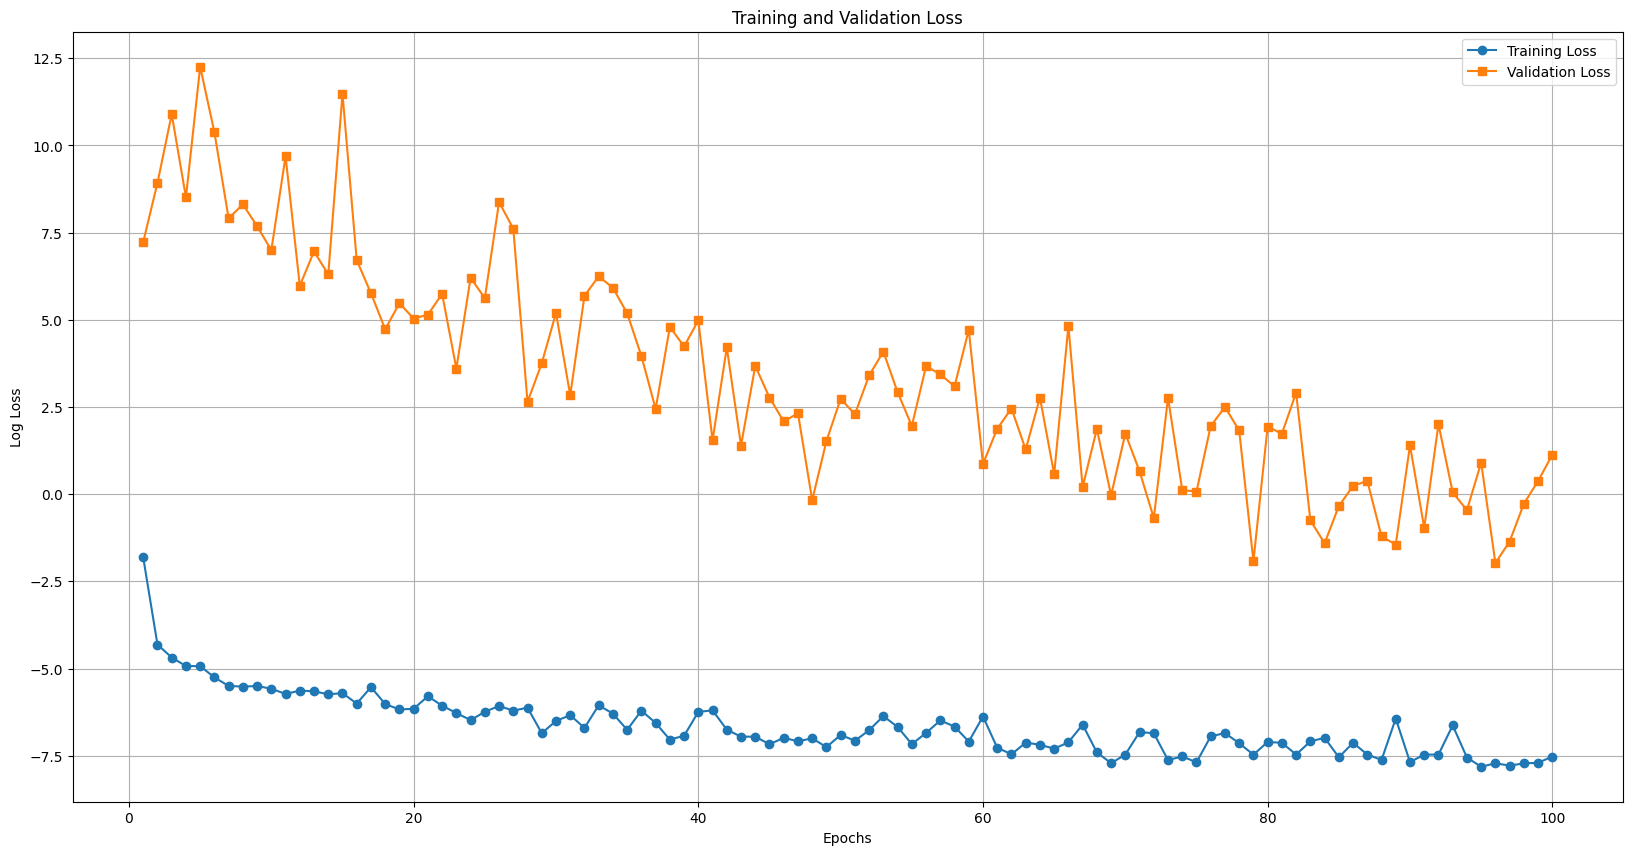 Training and Validation Loss
Training Loss
Validation Loss
Log Loss
12.5
10.0
7.5
5.0
2.5
0.0
−2.5
−5.0
−7.5
0 20 40 60 80 100
Epochs